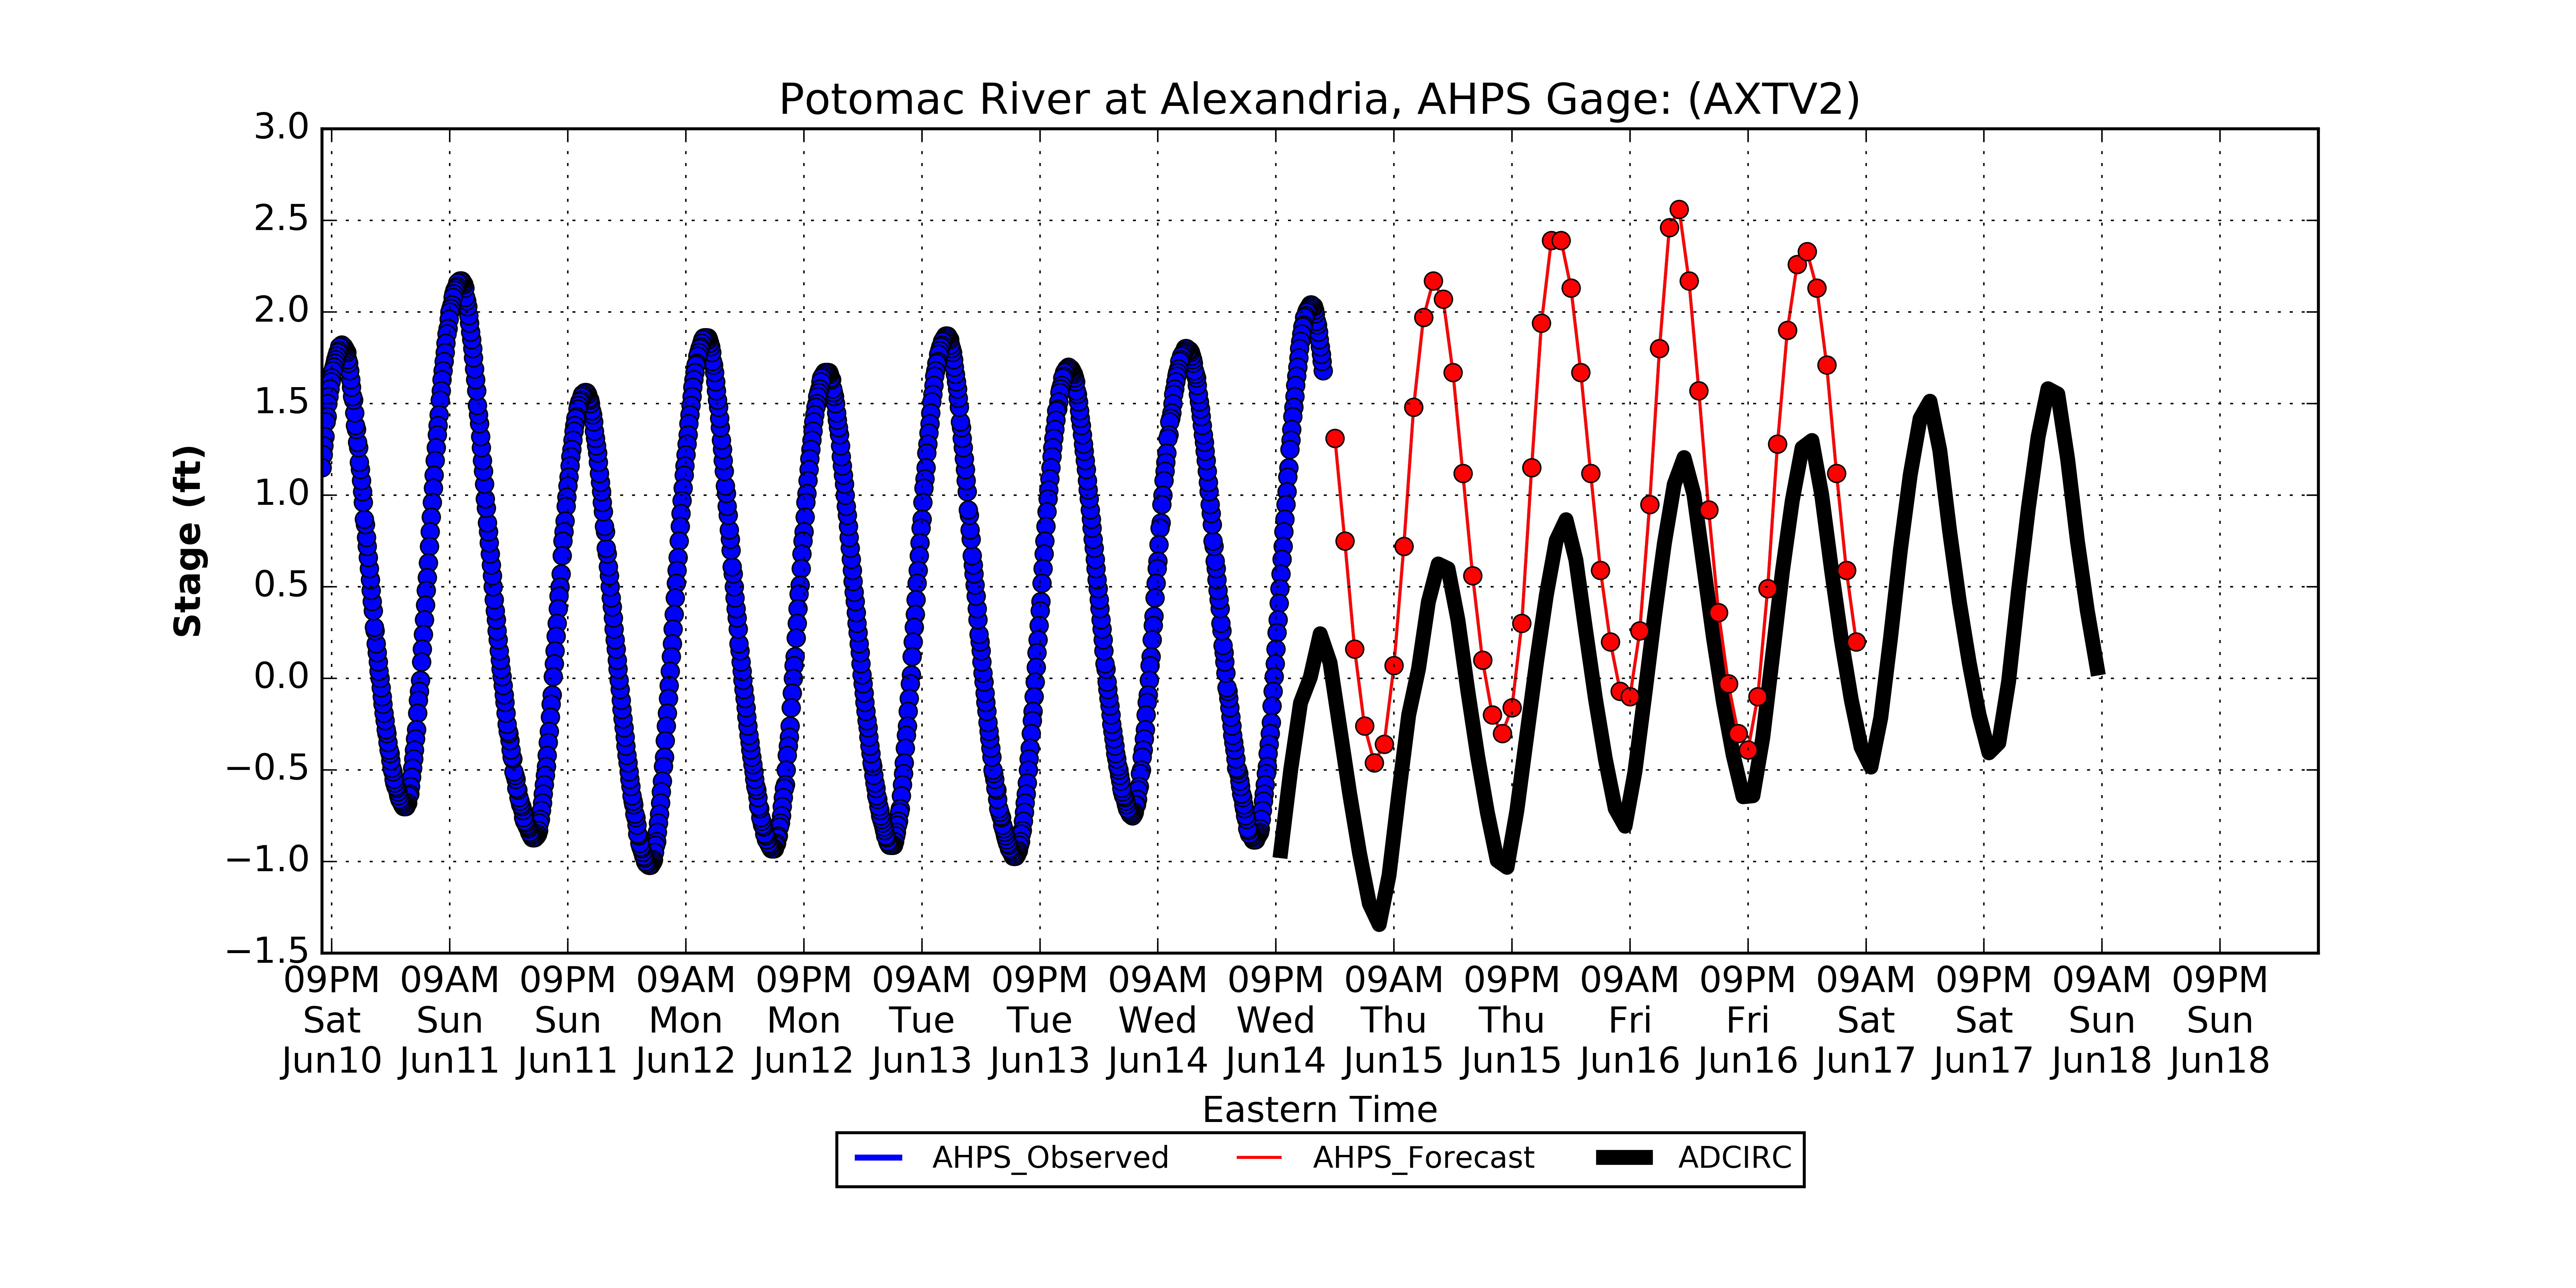 Potomac River at Alexandria, AHPS Gage: (AXTV2)
3.0
2.5
2.0
1.5
1.0
0.5
0.0
−0.5
−1.0
−1.5
Stage (ft)
09PM 09AM 09PM 09AM 09PM 09AM 09PM 09AM 09PM 09AM 09PM 09AM 09PM 09AM 09PM 09AM 09PM
Sat Sun Sun Mon Mon Tue Tue Wed Wed Thu Thu Fri Fri Sat Sat Sun Sun
Jun10 Jun11 Jun11 Jun12 Jun12 Jun13 Jun13 Jun14 Jun14 Jun15 Jun15 Jun16 Jun16 Jun17 Jun17 Jun18 Jun18
Eastern Time
AHPS_Observed AHPS_Forecast ADCIRC